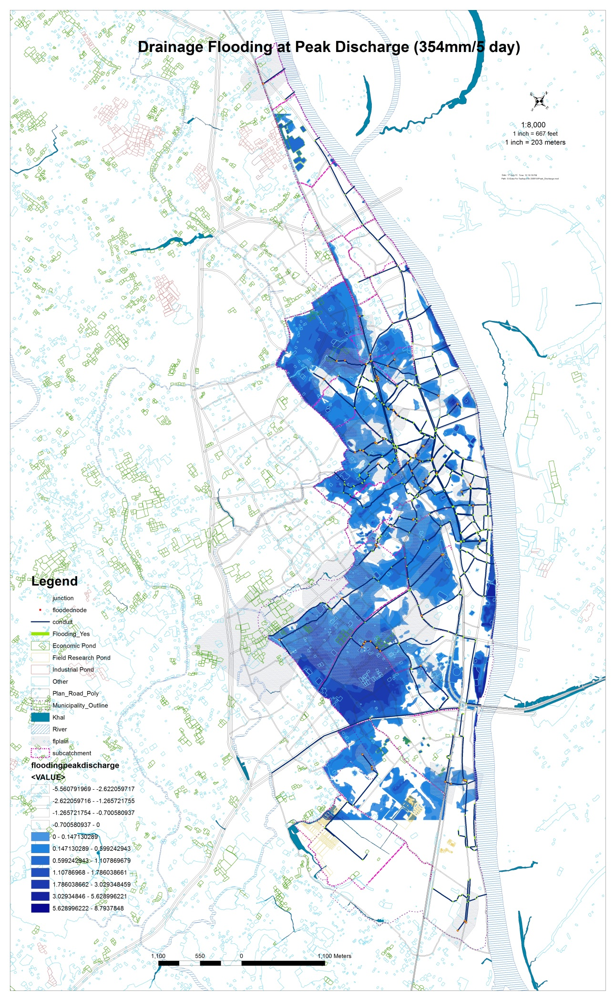 Drainage Flooding at Peak Discharge (354mm/5 day)
N
W
E
S
1:8,000
1 inch = 667 feet
1 inch = 203 meters
Legend
junction
floodednode
conduit
Flooding_Yes
Economic Pond
Field Research Pond
Industrial Pond
Other
Plan_Road_Poly
Municipality_Outline
Khal
River
flplain
subcatchment
floodingpeakdischarge
<VALUE>
-5.560791969 - -2.622059717
-2.622059716 - -1.265721755
-1.265721754 - -0.700580937
-0.700580937 - 0
0 - 0.147130289
0.147130289 - 0.599242943
0.599242943 - 1.107869679
1.10786968 - 1.786038661
1.786038662 - 3.029348459
3.02934846 - 5.628996221
5.628996222 - 8.7937848
1,100 550 0 1,100 Meters